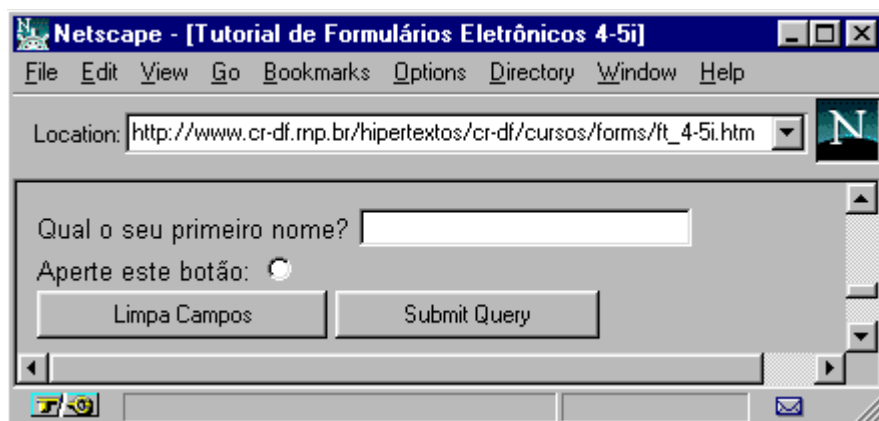 Netscape - [Tutorial de Formulários Eletrônicos 4-5i]
File Edit View Go Bookmarks Options Directory Window Help
Location: http://www.cr-df.rnp.br/hipertextos/cr-df/cursos/forms/ft_4-5i.htm
N
Qual o seu primeiro nome?
Aperte este botão:
Limpa Campos Submit Query